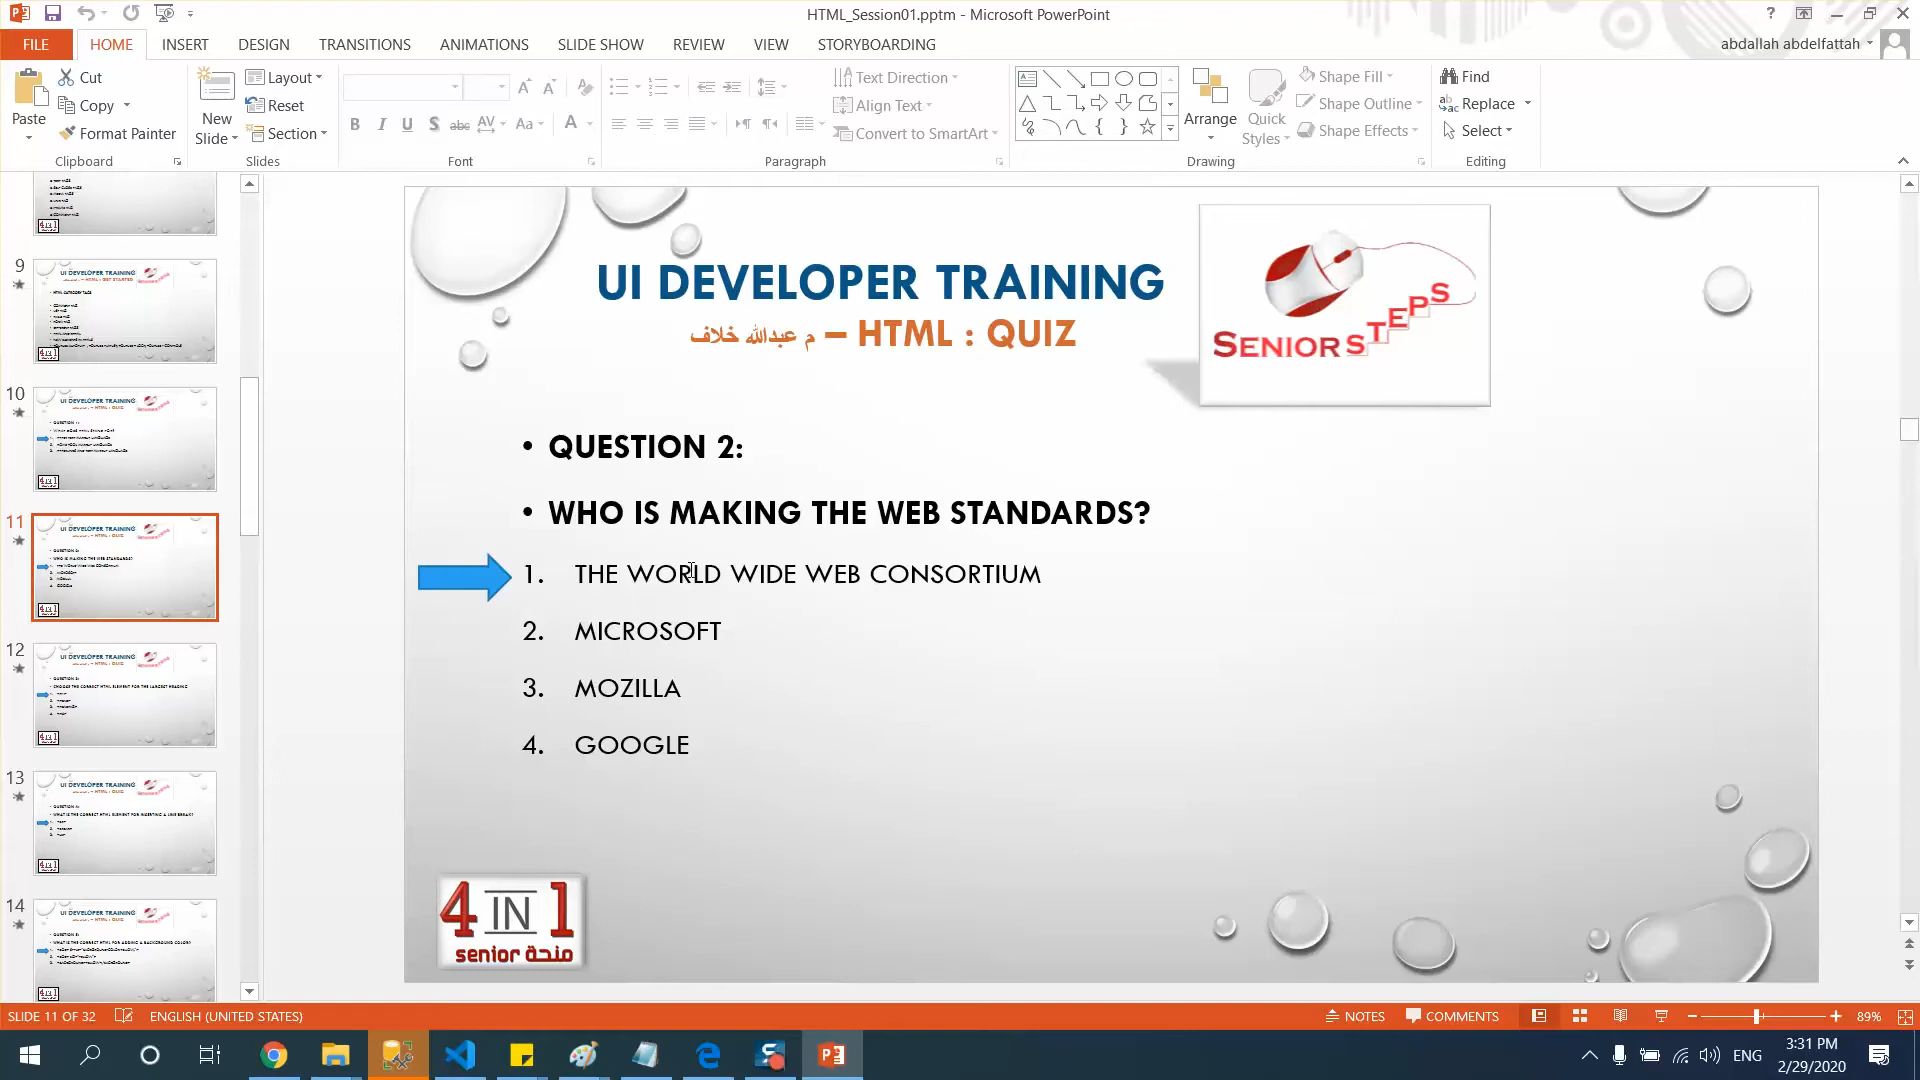 HTML_Session01.pptm - Microsoft PowerPoint
FILE HOME INSERT DESIGN TRANSITIONS ANIMATIONS SLIDE SHOW REVIEW VIEW STORYBOARDING
abdallah abdelfattah
Paste
Cut
Copy
Format Painter
Clipboard
New Slide
Layout
Reset
Section
Slides
Font
Text Direction
Align Text
Convert to SmartArt
Paragraph
Arrange
Quick Styles
Shape Fill
Shape Outline
Shape Effects
Drawing
Find
Replace
Select
Editing
9
10
11
12
13
14
UI DEVELOPER TRAINING
م عبدالله خلاف – HTML : QUIZ
SENIOR STEPS
• QUESTION 2:
• WHO IS MAKING THE WEB STANDARDS?
1. THE WORLD WIDE WEB CONSORTIUM
2. MICROSOFT
3. MOZILLA
4. GOOGLE
4 IN 1
منحة senior
SLIDE 11 OF 32 ENGLISH (UNITED STATES) NOTES COMMENTS 89%
ENG 3:31 PM
2/29/2020